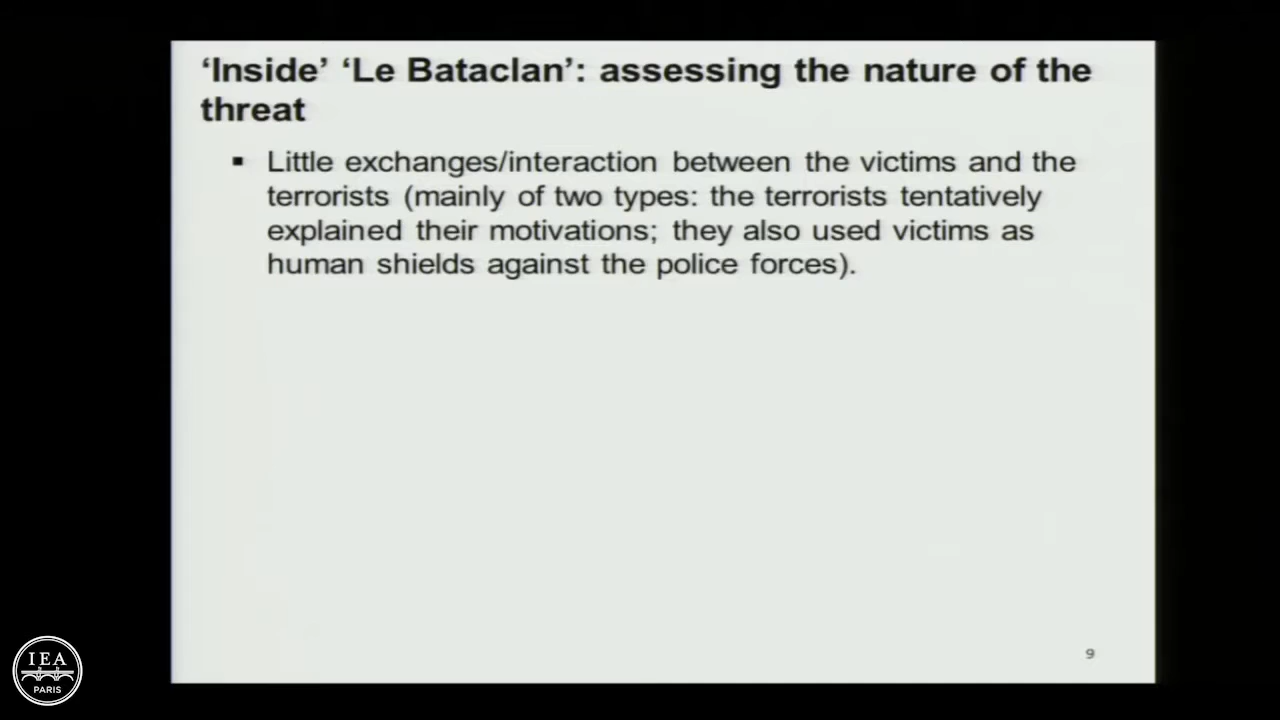 ‘Inside’ ‘Le Bataclan’: assessing the nature of the
threat
▪ Little exchanges/interaction between the victims and the
terrorists (mainly of two types: the terrorists tentatively
explained their motivations; they also used victims as
human shields against the police forces).
9
IEA
PARIS